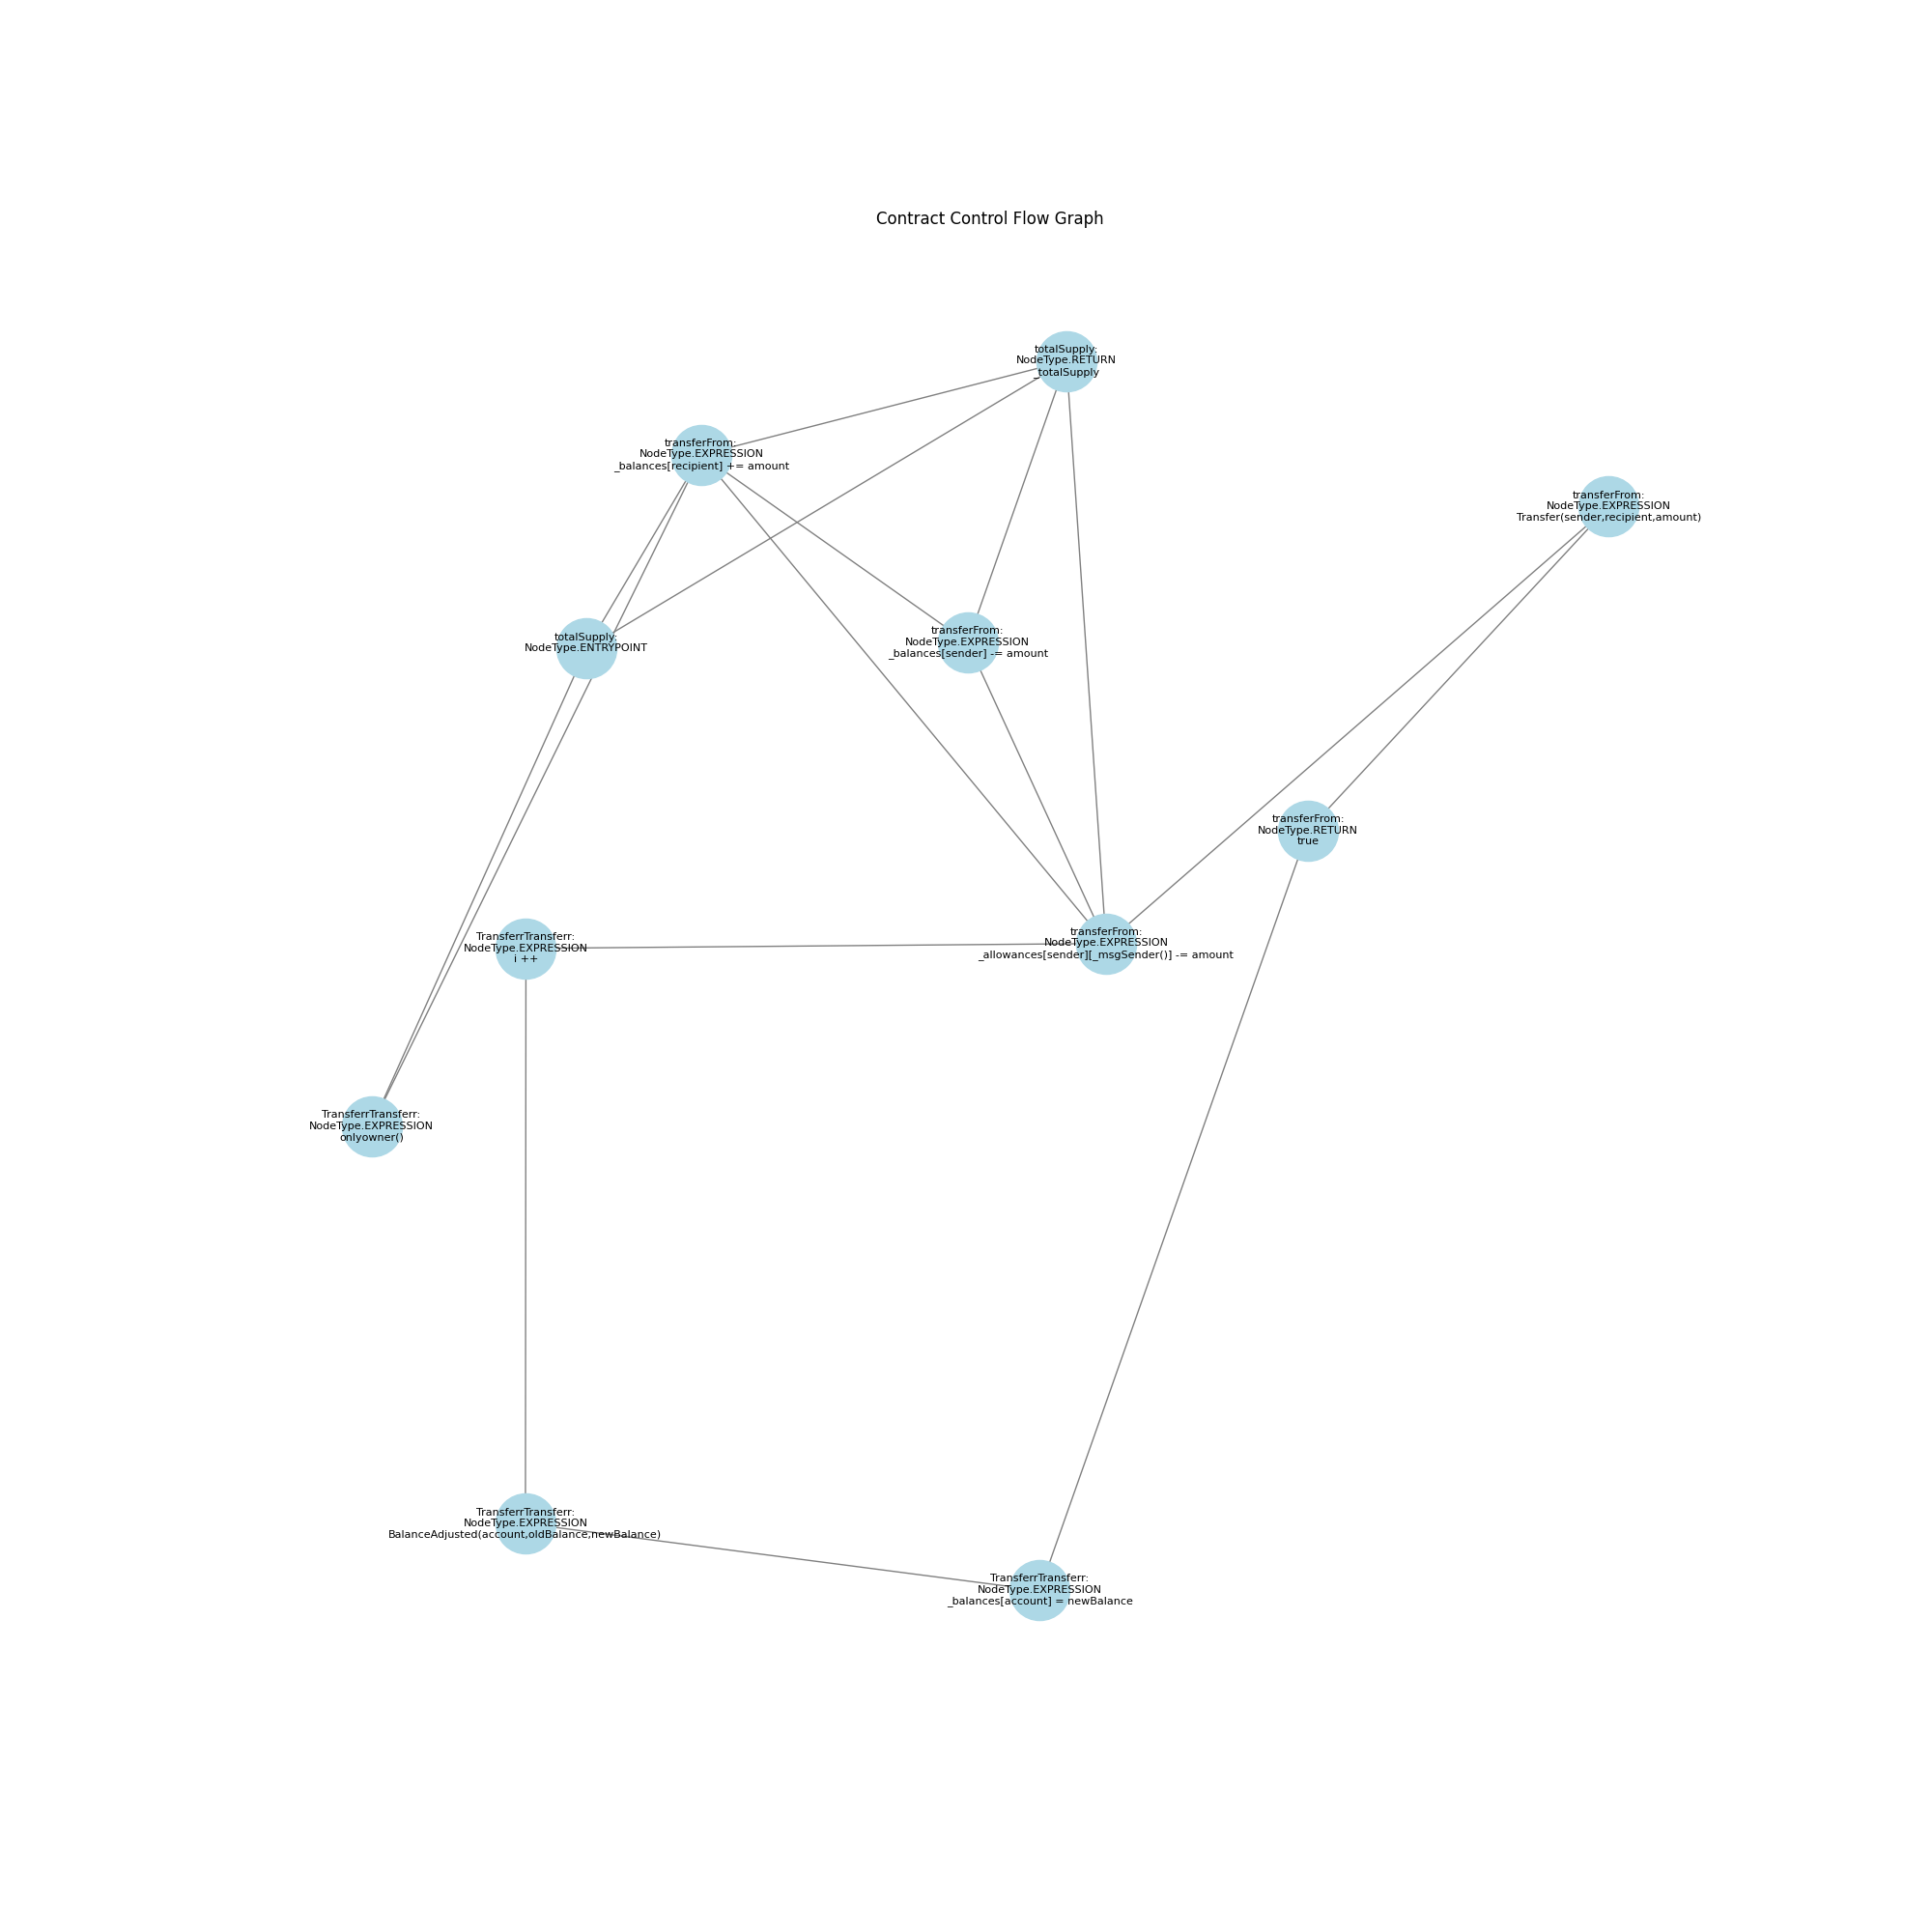 Contract Control Flow Graph
totalSupply:
NodeType.RETURN
_totalSupply
transferFrom:
NodeType.EXPRESSION
_balances[recipient] += amount
transferFrom:
NodeType.EXPRESSION
Transfer(sender,recipient,amount)
totalSupply:
NodeType.ENTRYPOINT
transferFrom:
NodeType.EXPRESSION
_balances[sender] -= amount
transferFrom:
NodeType.RETURN
true
TransferrTransferr:
NodeType.EXPRESSION
i ++
transferFrom:
NodeType.EXPRESSION
_allowances[sender][_msgSender()] -= amount
TransferrTransferr:
NodeType.EXPRESSION
onlyowner()
TransferrTransferr:
NodeType.EXPRESSION
BalanceAdjusted(account,oldBalance,newBalance)
TransferrTransferr:
NodeType.EXPRESSION
_balances[account] = newBalance